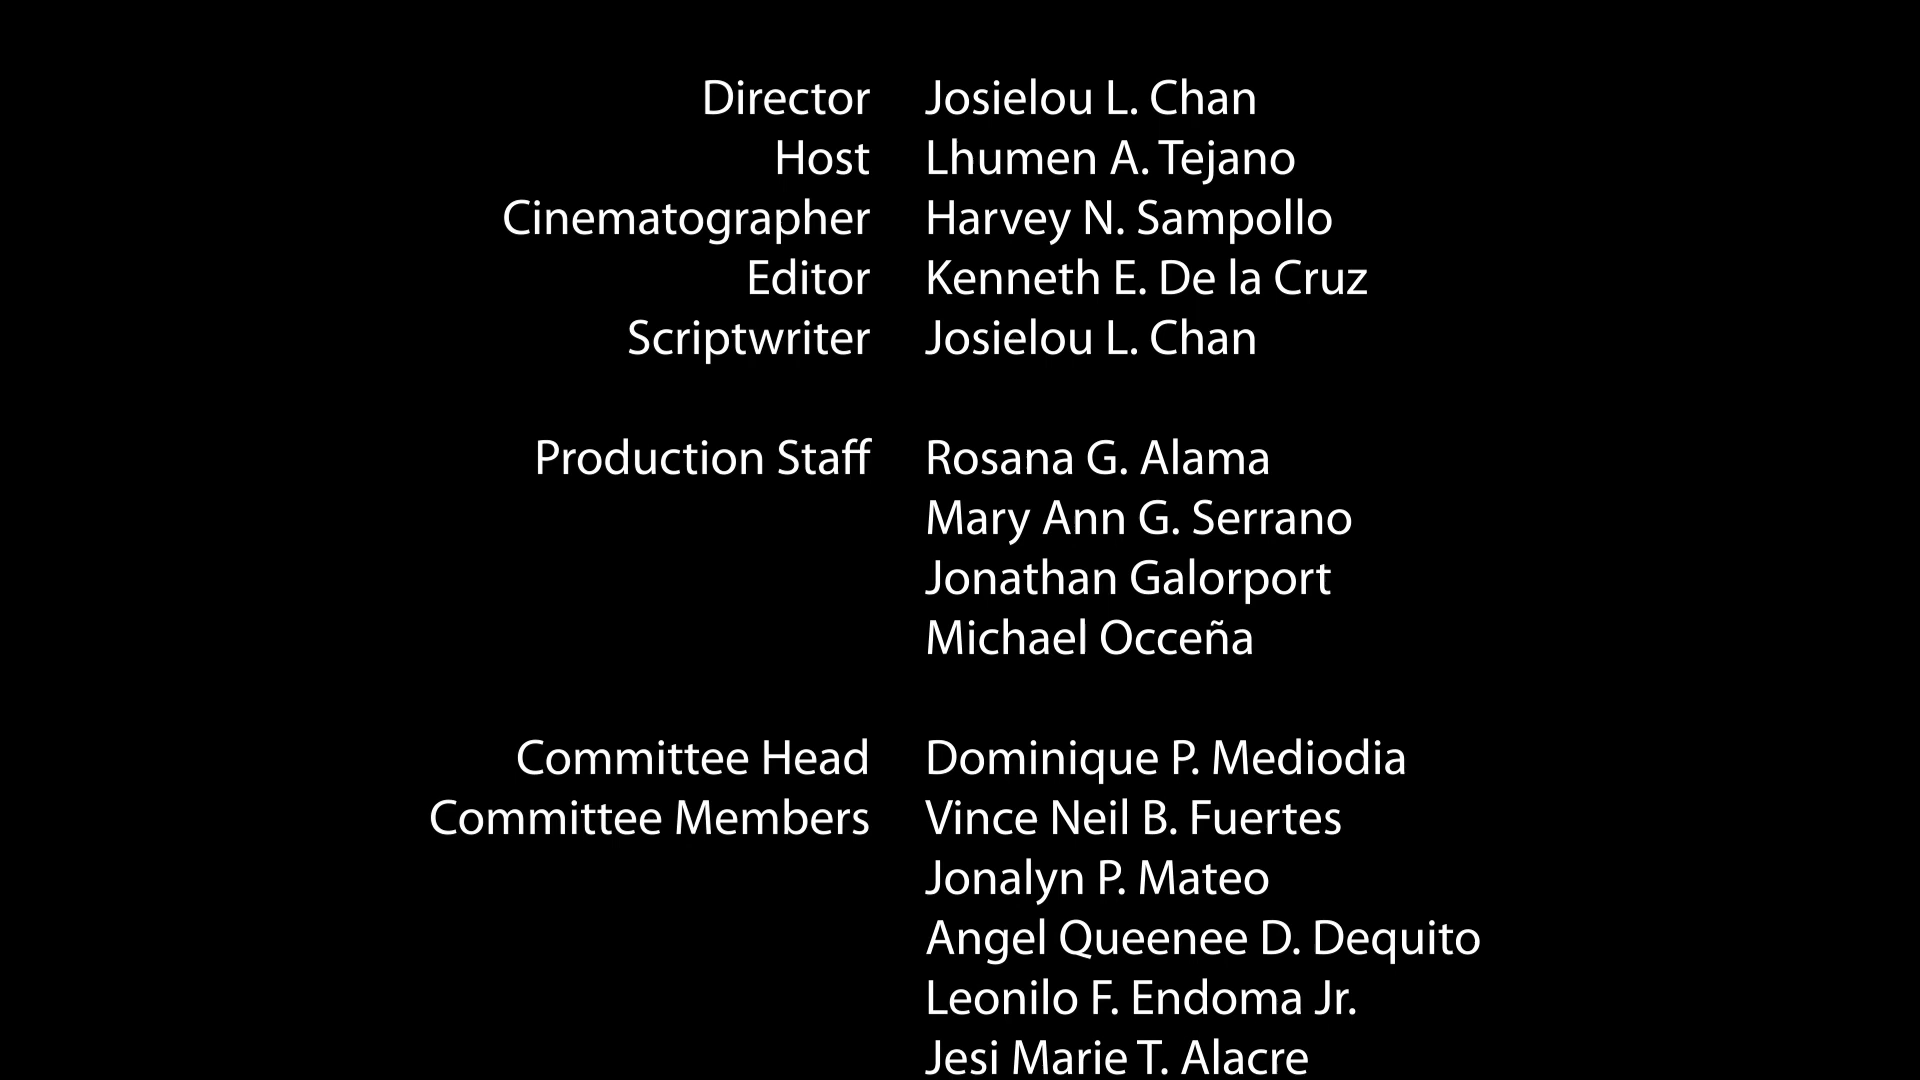 Director Josielou L. Chan
Host Lhumen A. Tejano
Cinematographer Harvey N. Sampollo
Editor Kenneth E. De la Cruz
Scriptwriter Josielou L. Chan
Production Staff Rosana G. Alama
Mary Ann G. Serrano
Jonathan Galorport
Michael Occeña
Committee Head Dominique P. Mediodia
Committee Members Vince Neil B. Fuertes
Jonalyn P. Mateo
Angel Queenee D. Dequito
Leonilo F. Endoma Jr.
Jesi Marie T. Alacre